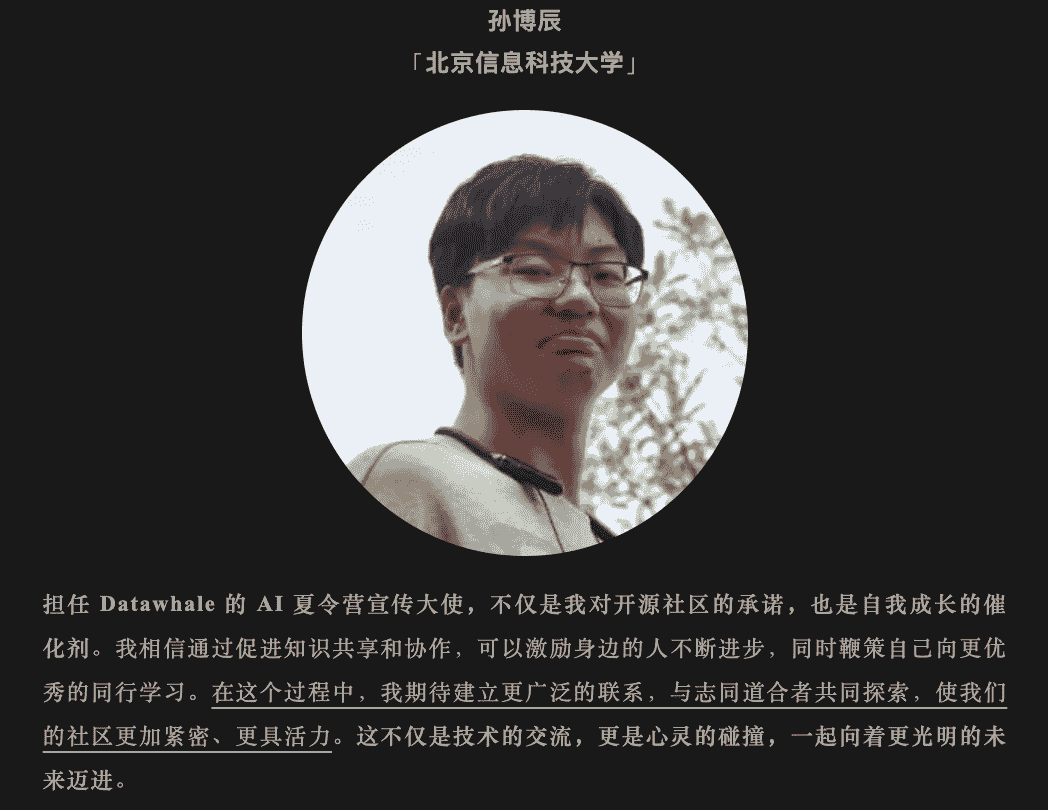 孙博辰
「北京信息科技大学」
担任 Datawhale 的 AI 夏令营宣传大使，不仅是我对开源社区的承诺，也是自我成长的催
化剂。我相信通过促进知识共享和协作，可以激励身边的人不断进步，同时鞭策自己向更优
秀的同行学习。在这个过程中，我期待建立更广泛的联系，与志同道合者共同探索，使我们
的社区更加紧密、更具活力。这不仅是技术的交流，更是心灵的碰撞，一起向着更光明的未
来迈进。